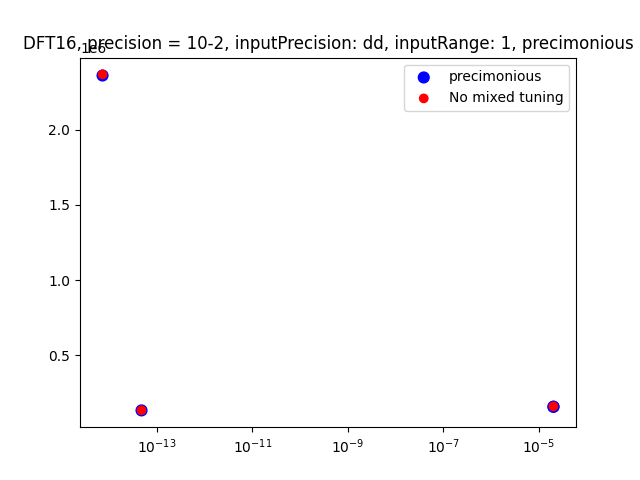 DFT16, precision = 10-2, inputPrecision: dd, inputRange: 1, precimonious
1e6
precimonious
No mixed tuning
2.0
1.5
1.0
0.5
10⁻¹³ 10⁻¹¹ 10⁻⁹ 10⁻⁷ 10⁻⁵